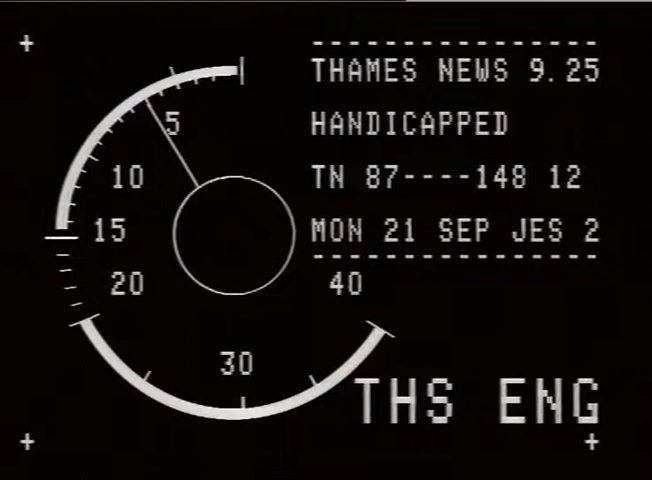 THAMES NEWS 9.25
HANDICAPPED
TN 87----148 12
MON 21 SEP JES 2
5
10
15
20
30
40
THS ENG